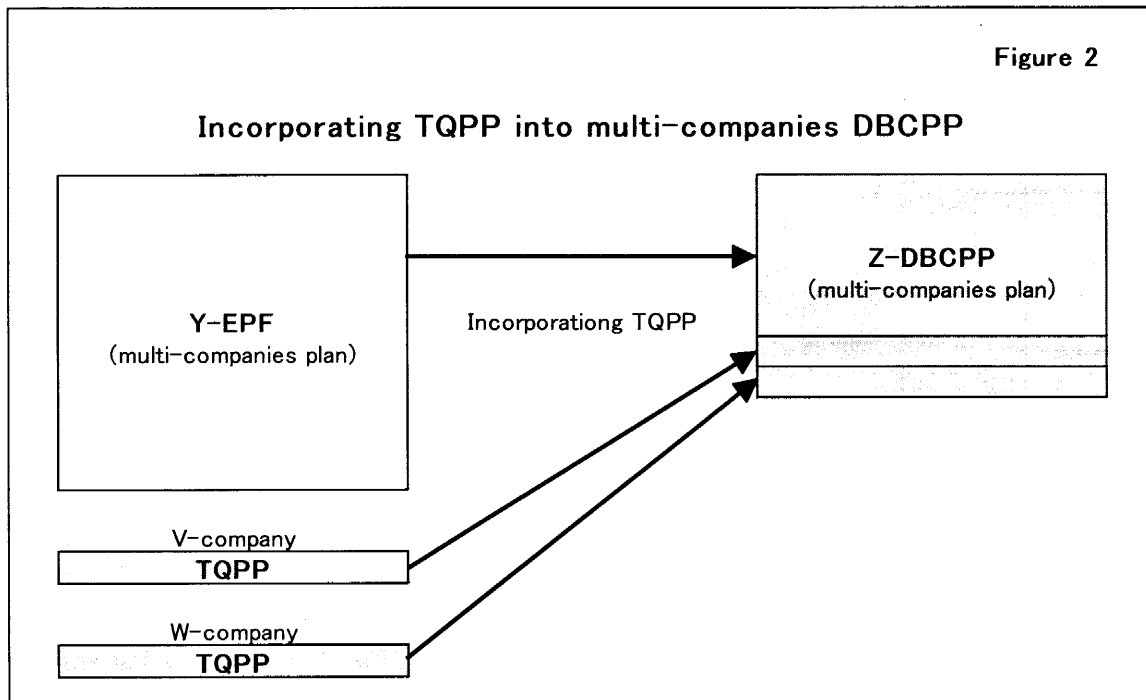 Figure 2
Incorporating TQPP into multi-companies DBCPP
Y-EPF
(multi-companies plan)
Incorporationg TQPP
Z-DBCPP
(multi-companies plan)
V-company
TQPP
W-company
TQPP